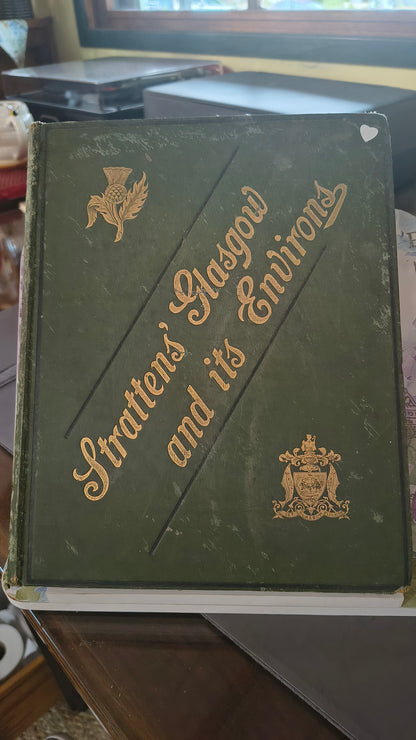 Strattens' Glasgow
and its Environs